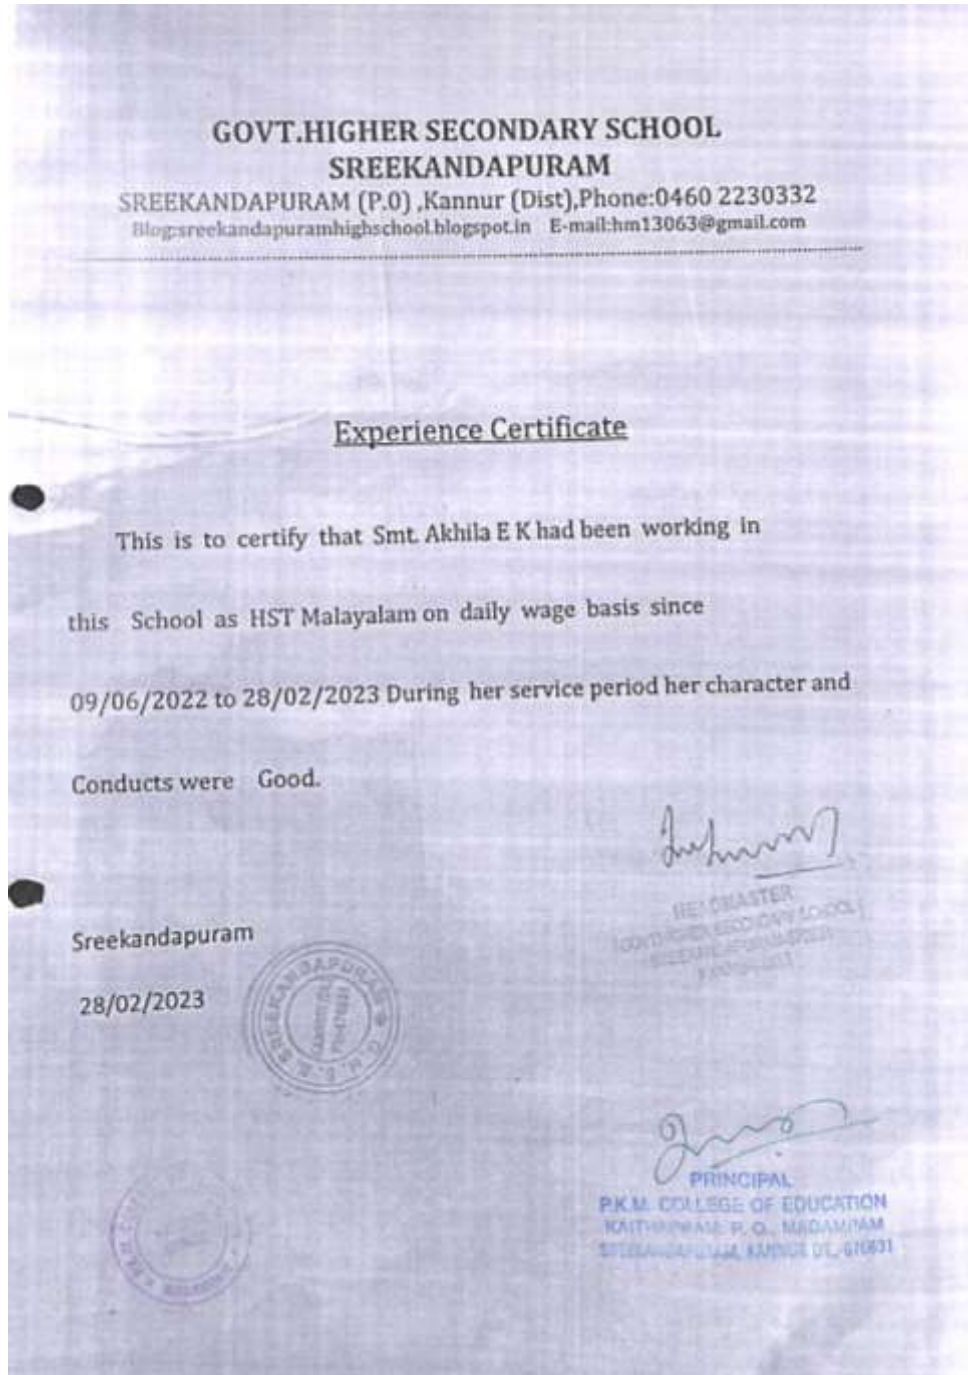 GOVT.HIGHER SECONDARY SCHOOL
SREEKANDAPURAM
SREEKANDAPURAM (P.O) ,Kannur (Dist),Phone:0460 2230332
Blog:sreekandapuramhighschool.blogspot.in E-mail:hm13063@gmail.com
Experience Certificate
This is to certify that Smt. Akhila E K had been working in
this School as HST Malayalam on daily wage basis since
09/06/2022 to 28/02/2023 During her service period her character and
Conducts were Good.
HEADMASTER
Sreekandapuram
28/02/2023
G.H.S.S SREEKANDAPURAM
PRINCIPAL
P.K.M. COLLEGE OF EDUCATION
P. O., MADAMPAM